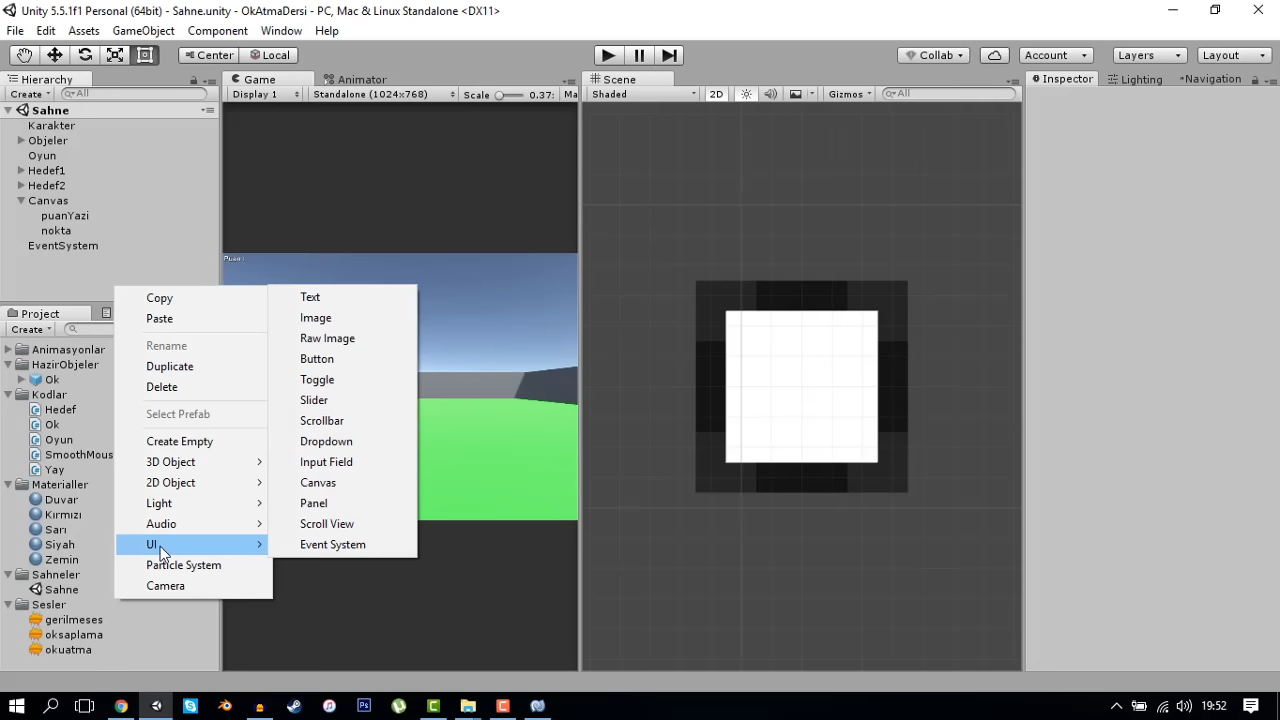 Unity 5.5.1f1 Personal (64bit) - Sahne.unity - OkAtmaDersi - PC, Mac & Linux Standalone <DX11>
File Edit Assets GameObject Component Window Help
Center Local Collab Account Layers Layout
Hierarchy Game Animator Scene Inspector Lighting *Navigation
Create All Display 1 Standalone (1024x768) Scale 0.37: Ma Shaded 2D Gizmos All
Sahne
Karakter
Objeler
Oyun
Hedef1
Hedef2
Canvas
puanYazi
nokta
EventSystem
Puan :
Project
Create
Animasyonlar
HazirObjeler
Ok
Kodlar
Hedef
Ok
Oyun
SmoothMous
Yay
Materialler
Duvar
Kırmızı
Sarı
Siyah
Zemin
Sahneler
Sahne
Sesler
gerilmeses
oksaplama
okuatma
Copy
Paste
Rename
Duplicate
Delete
Select Prefab
Create Empty
3D Object
2D Object
Light
Audio
UI
Particle System
Camera
Text
Image
Raw Image
Button
Toggle
Slider
Scrollbar
Dropdown
Input Field
Canvas
Panel
Scroll View
Event System
19:52